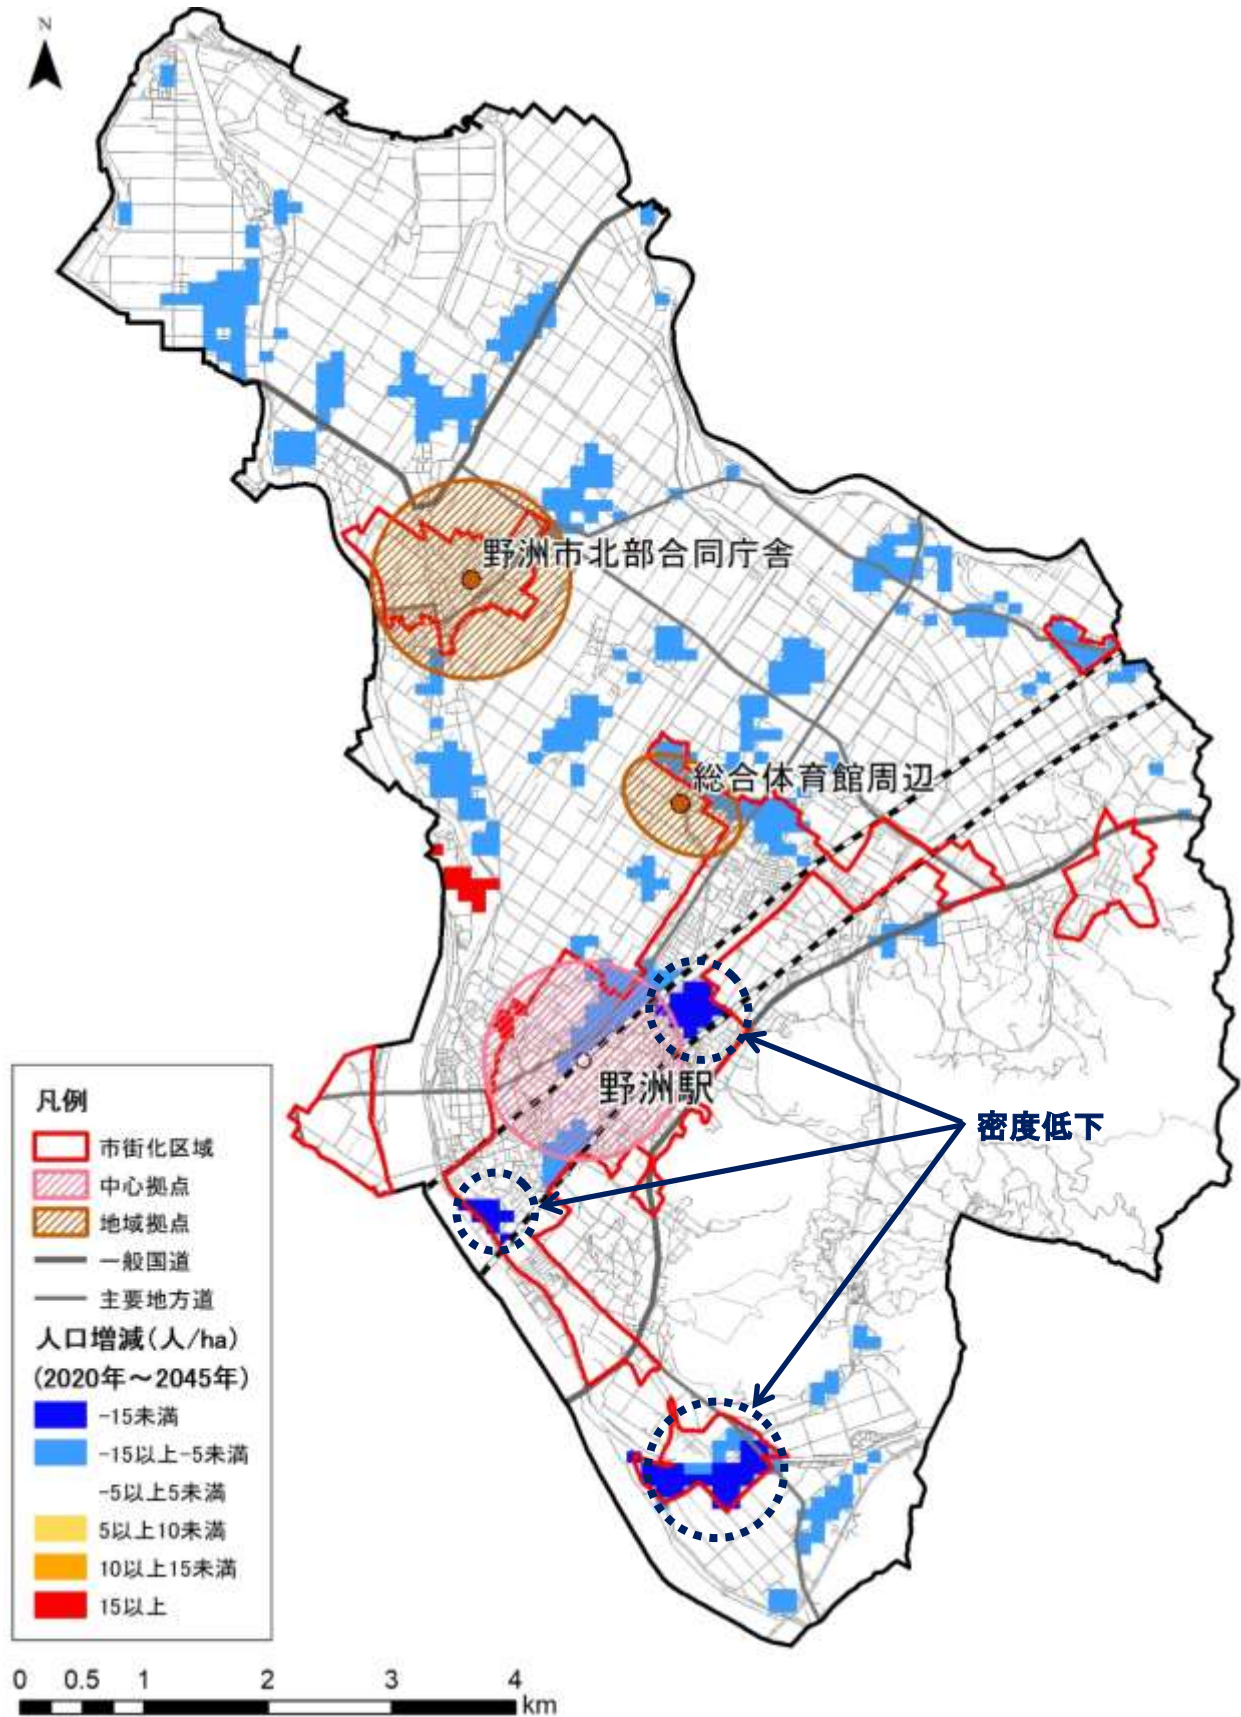 N
野洲市北部合同庁舎
総合体育館周辺
野洲駅
密度低下
凡例
市街化区域
中心拠点
地域拠点
一般国道
主要地方道
人口増減(人/ha)
(2020年～2045年)
-15未満
-15以上-5未満
-5以上5未満
5以上10未満
10以上15未満
15以上
0 0.5 1 2 3 4
km